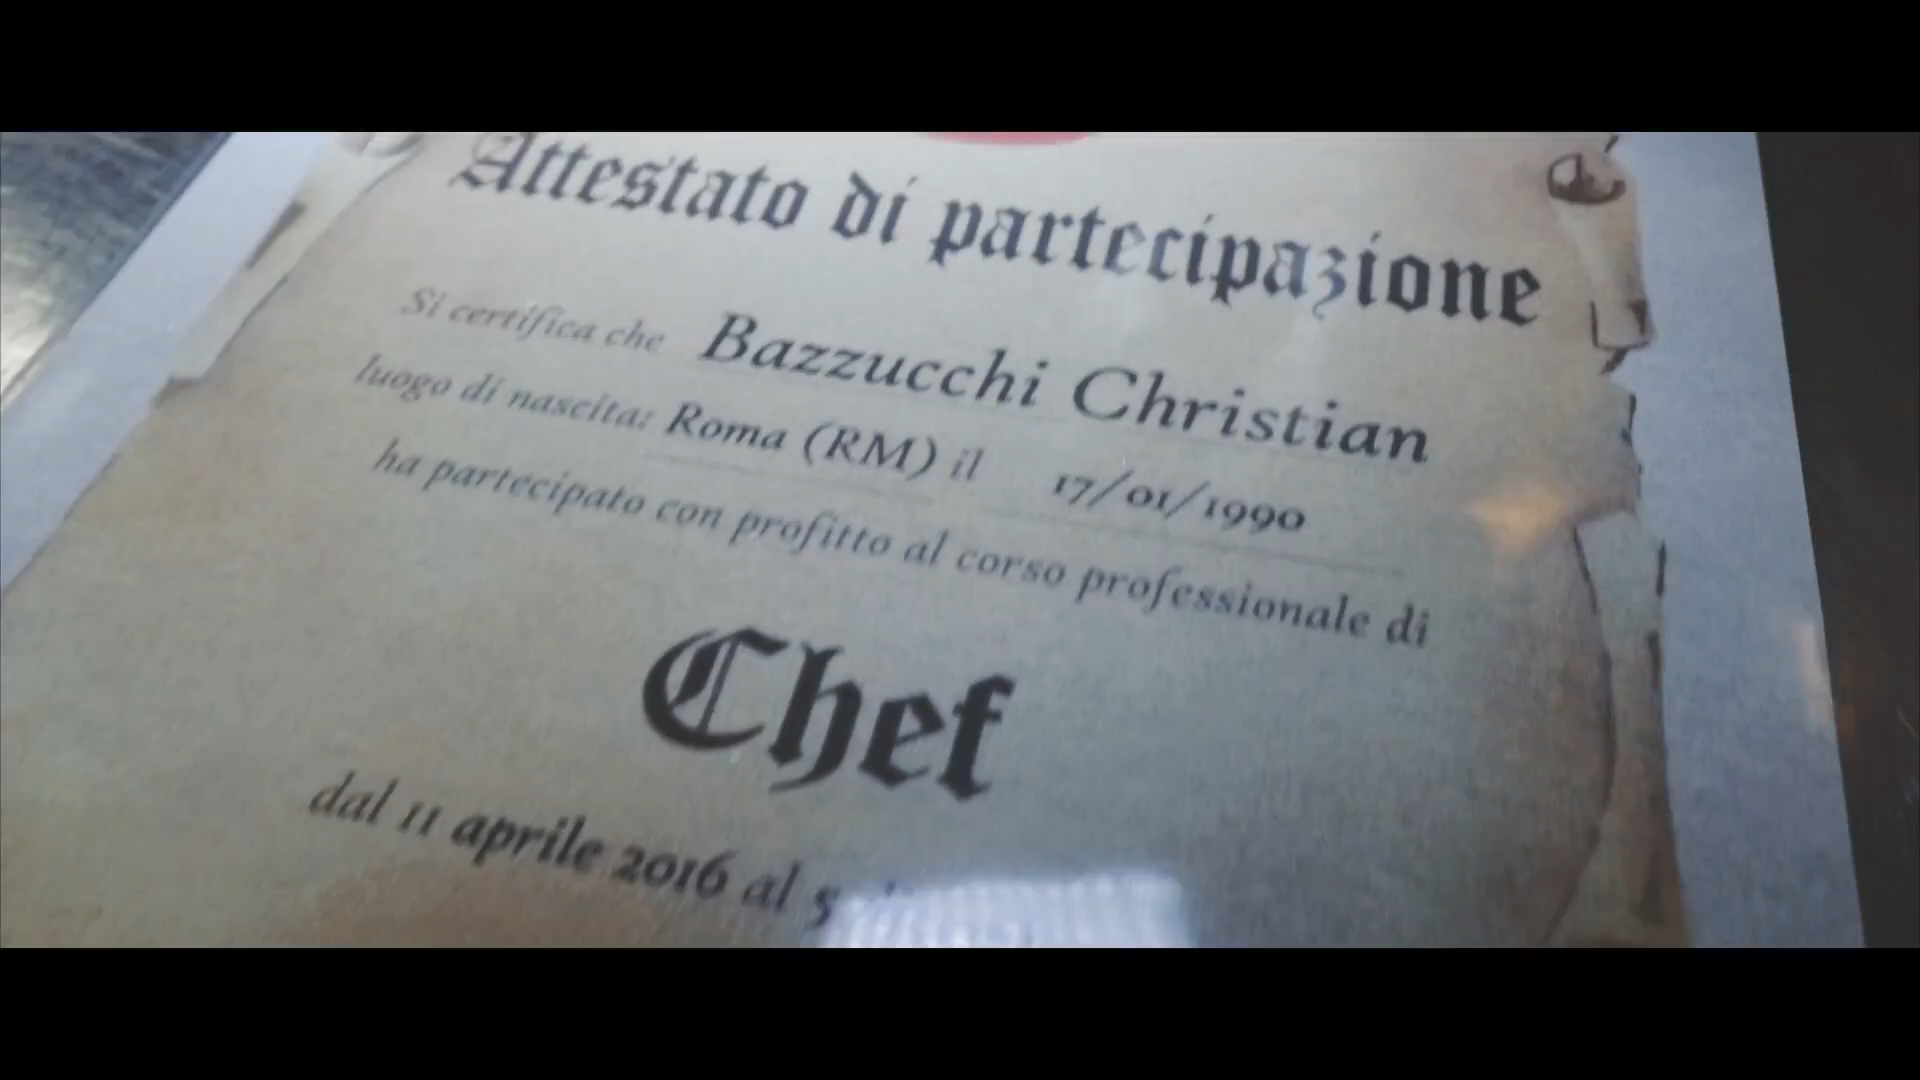 Attestato di partecipazione
Si certifica che Bazzucchi Christian
luogo di nascita: Roma (RM) il 17/01/1990
ha partecipato con profitto al corso professionale di
Chef
dal 11 aprile 2016 al 5